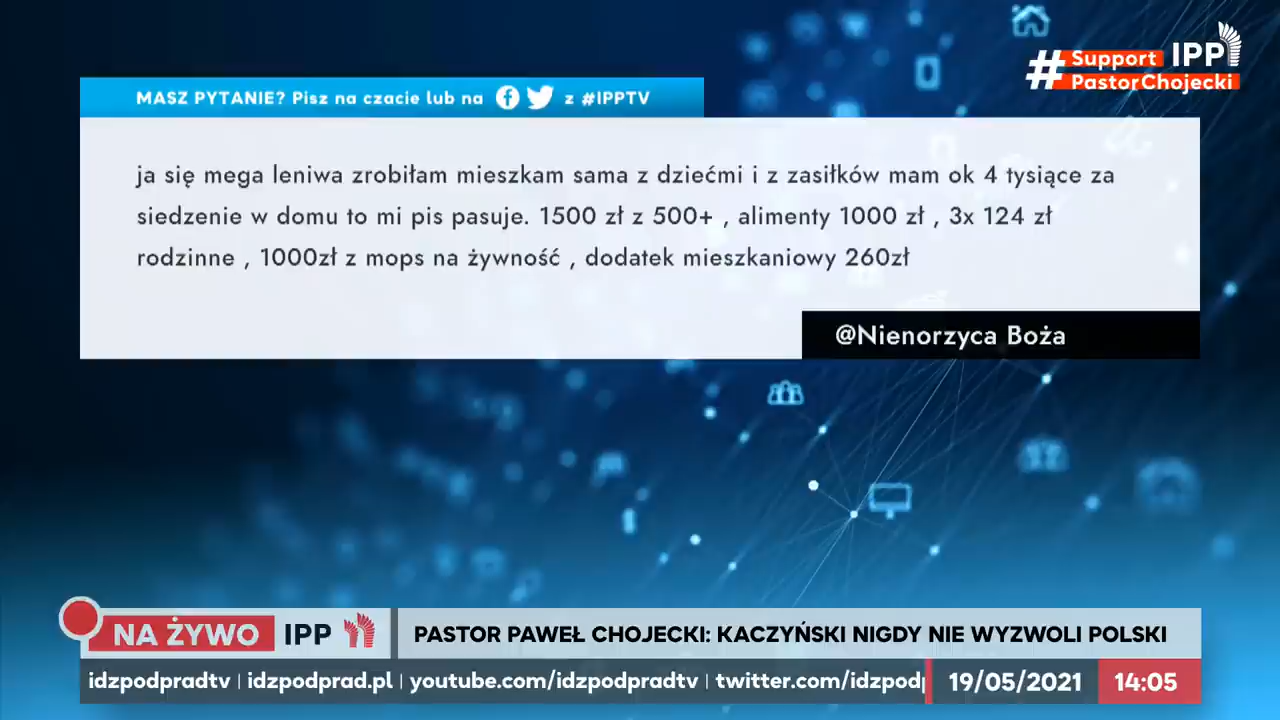 #Support IPP
PastorChojecki
MASZ PYTANIE? Pisz na czacie lub na z #IPPTV
ja się mega leniwa zrobiłam mieszkam sama z dziećmi i z zasiłków mam ok 4 tysiące za
siedzenie w domu to mi pis pasuje. 1500 zł z 500+ , alimenty 1000 zł , 3x 124 zł
rodzinne , 1000zł z mops na żywność , dodatek mieszkaniowy 260zł
@Nienorzyca Boża
NA ŻYWO IPP
PASTOR PAWEŁ CHOJECKI: KACZYŃSKI NIGDY NIE WYZWOLI POLSKI
idzpodpradtv | idzpodprad.pl | youtube.com/idzpodpradtv | twitter.com/idzpodp
19/05/2021 14:05